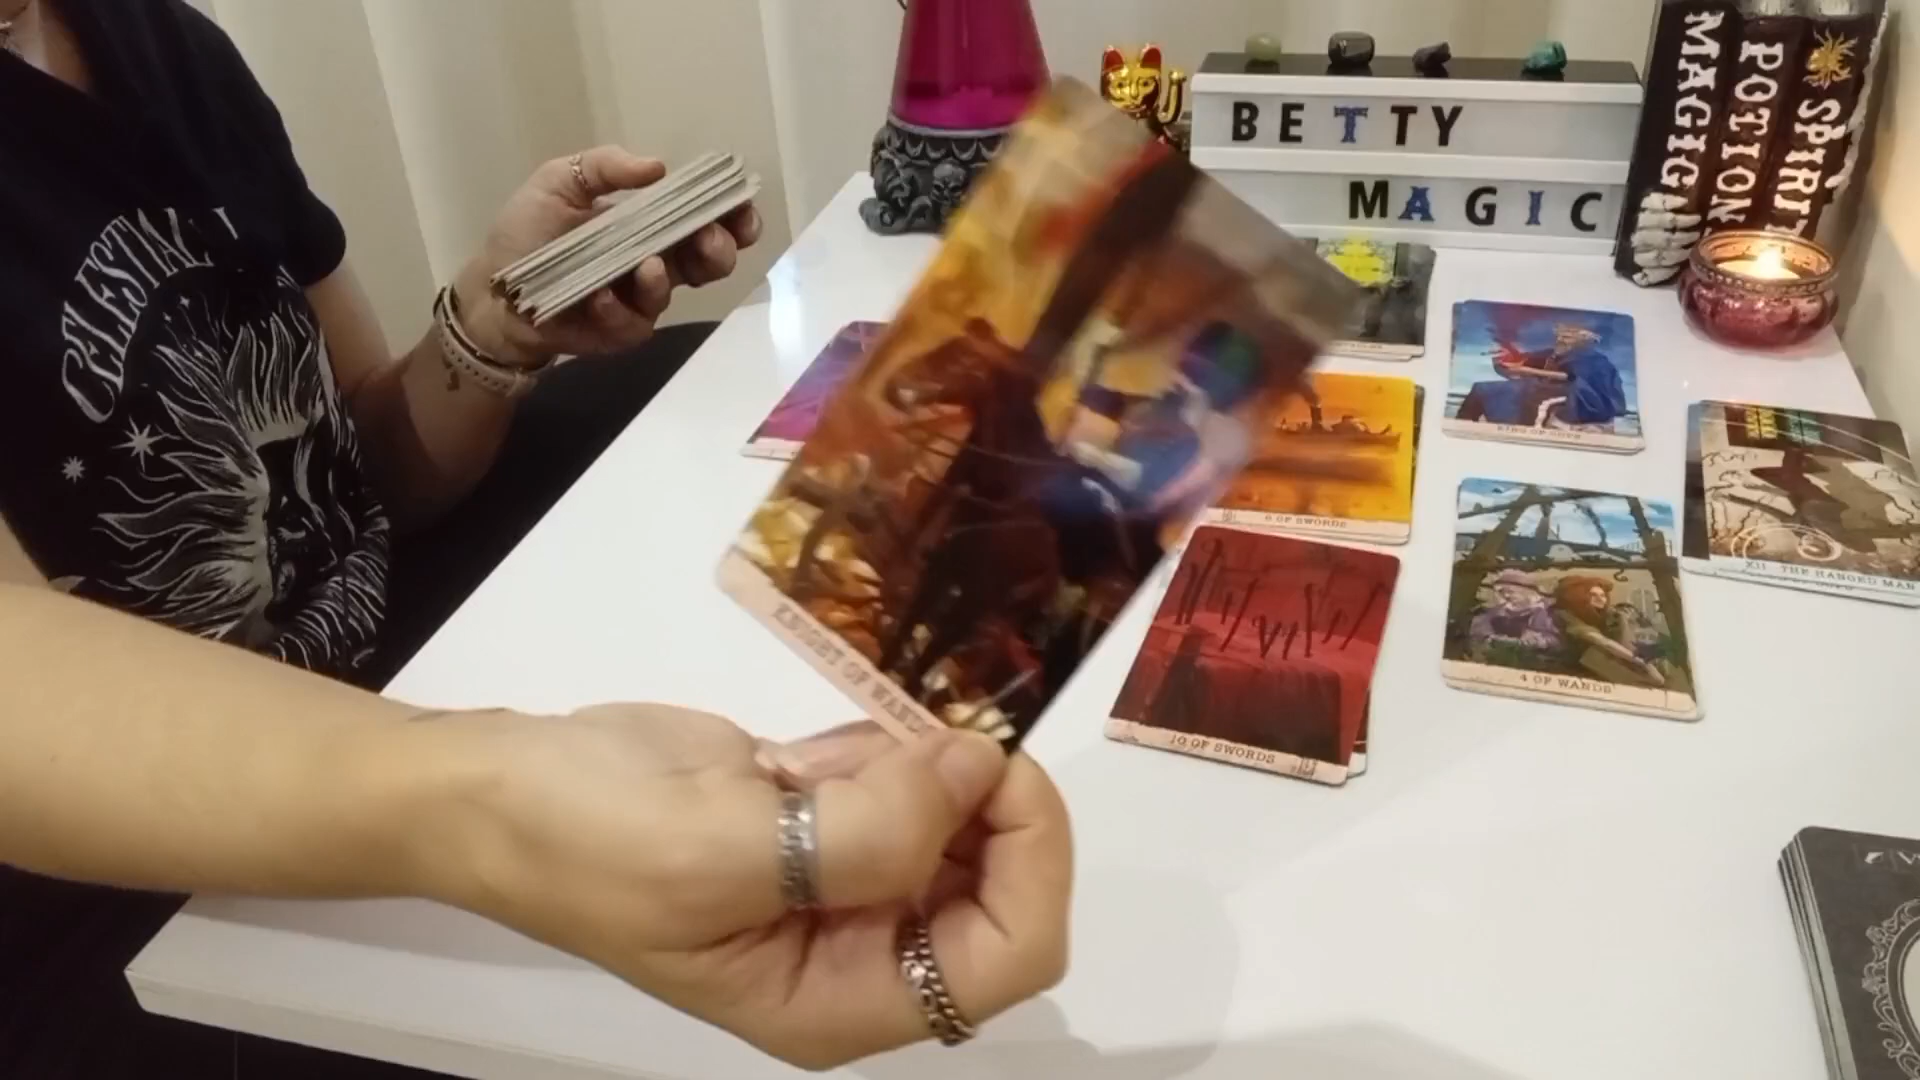 BETTY
MAGIC
MAGIC
POTION
SPIRIT
CELESTIAL
KING OF CUPS
6 OF SWORDS
XII THE HANGED MAN
4 OF WANDS
KNIGHT OF WANDS
10 OF SWORDS